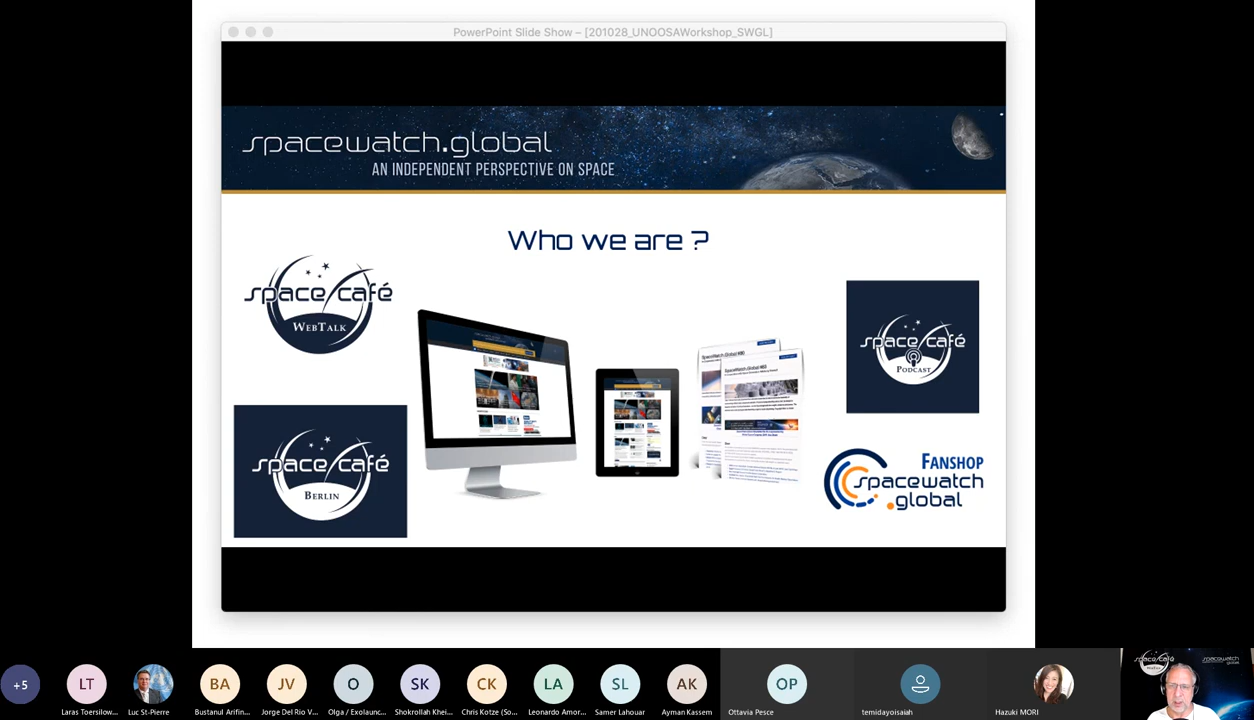 PowerPoint Slide Show – [201028_UNOOSAWorkshop_SWGL]
spacewatch.global
AN INDEPENDENT PERSPECTIVE ON SPACE
Who we are ?
space café
WEBTALK
space café
BERLIN
space café
PODCAST
FANSHOP
spacewatch
.global
+5
LT
BA
JV
O
SK
CK
LA
SL
AK
OP
Laras Toersilow...
Luc St-Pierre
Bustanul Arifin...
Jorge Del Rio V...
Olga / Exolaunc...
Shokrollah Khei...
Chris Kotze (So...
Leonardo Amor...
Samer Lahouar
Ayman Kassem
Ottavia Pesce
temidayoisaiah
Hazuki MORI